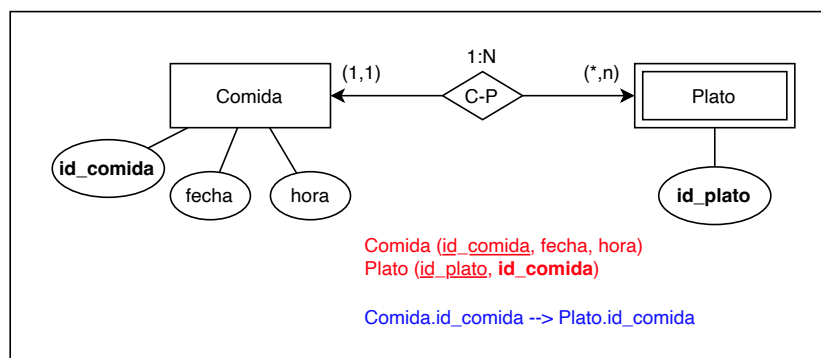 1:N
(1,1)
(*,n)
Comida
C-P
Plato
id_comida
fecha
hora
id_plato
Comida (id_comida, fecha, hora)
Plato (id_plato, id_comida)
Comida.id_comida --> Plato.id_comida